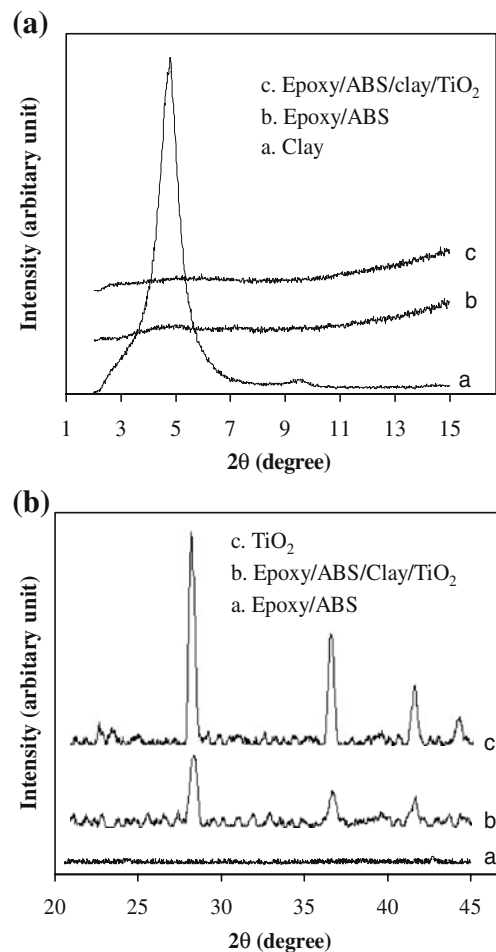 (a)
c. Epoxy/ABS/clay/TiO₂
b. Epoxy/ABS
a. Clay
Intensity (arbitary unit)
c
b
a
1 3 5 7 9 11 13 15
2θ (degree)
(b)
c. TiO₂
b. Epoxy/ABS/Clay/TiO₂
a. Epoxy/ABS
Intensity (arbitary unit)
c
b
a
20 25 30 35 40 45
2θ (degree)